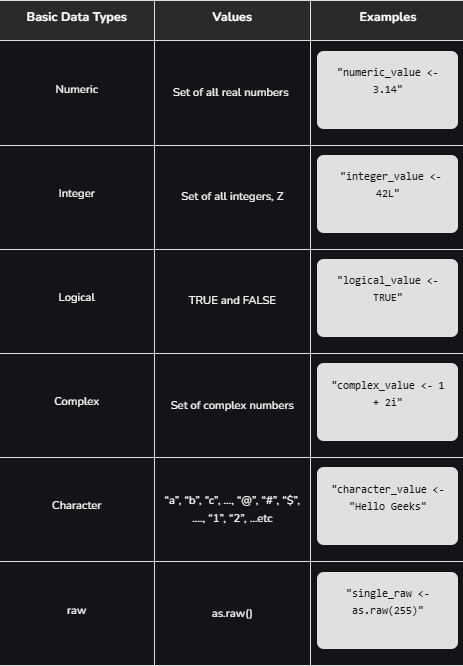 Basic Data Types
Values
Examples
Numeric
Set of all real numbers
"numeric_value <-
3.14"
Integer
Set of all integers, Z
"integer_value <-
42L"
Logical
TRUE and FALSE
"logical_value <-
TRUE"
Complex
Set of complex numbers
"complex_value <- 1
+ 2i"
Character
“a”, “b”, “c”, …, “@”, “#”, “$”,
…., “1”, “2”, …etc
"character_value <-
"Hello Geeks"
raw
as.raw()
"single_raw <-
as.raw(255)"